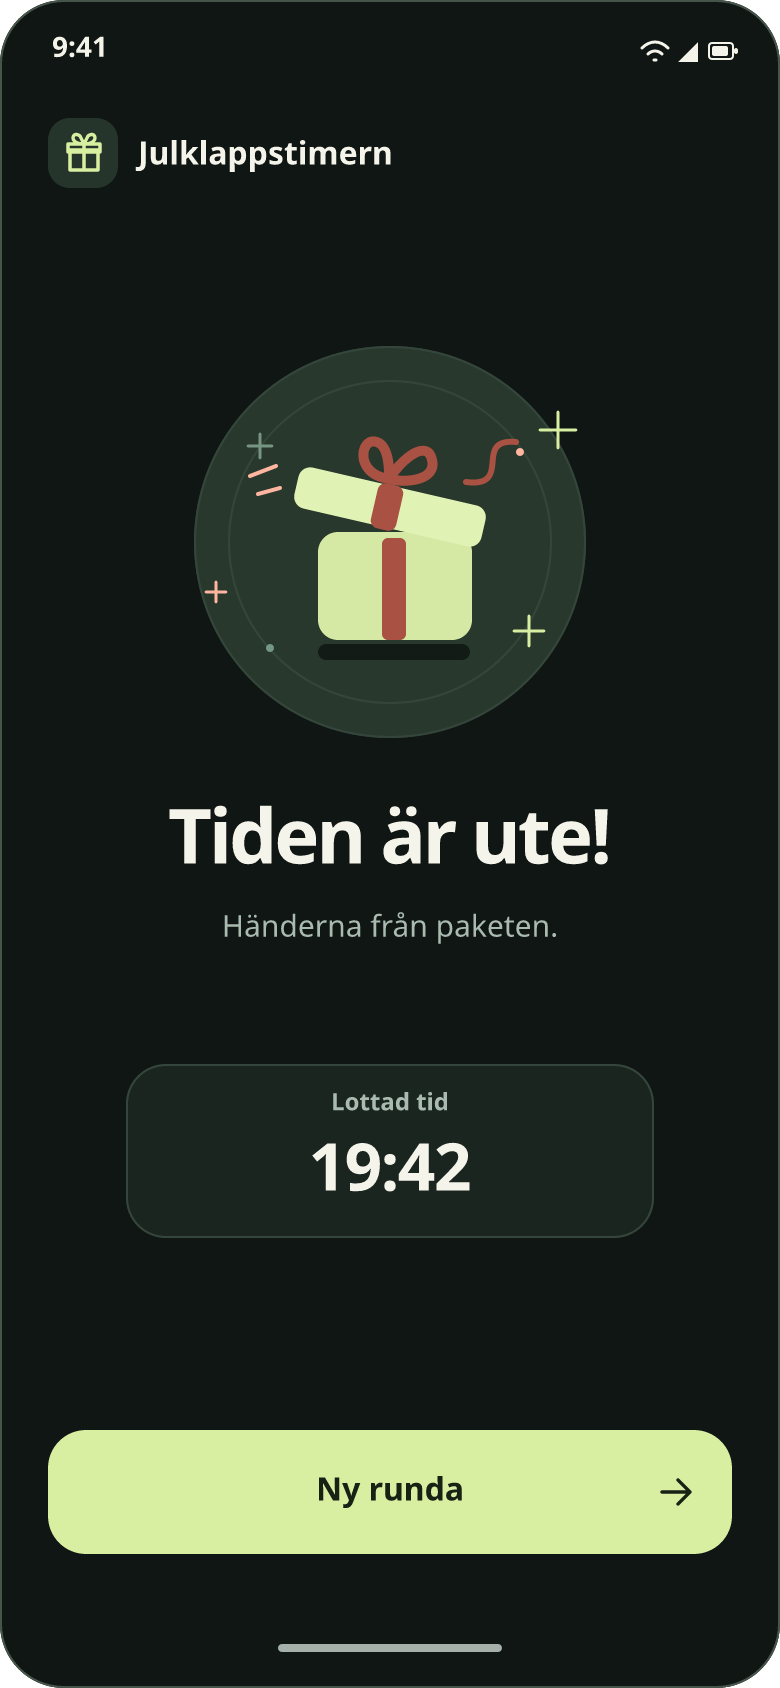 9:41
Julklappstimern
Tiden är ute!
Händerna från paketen.
Lottad tid
19:42
Ny runda